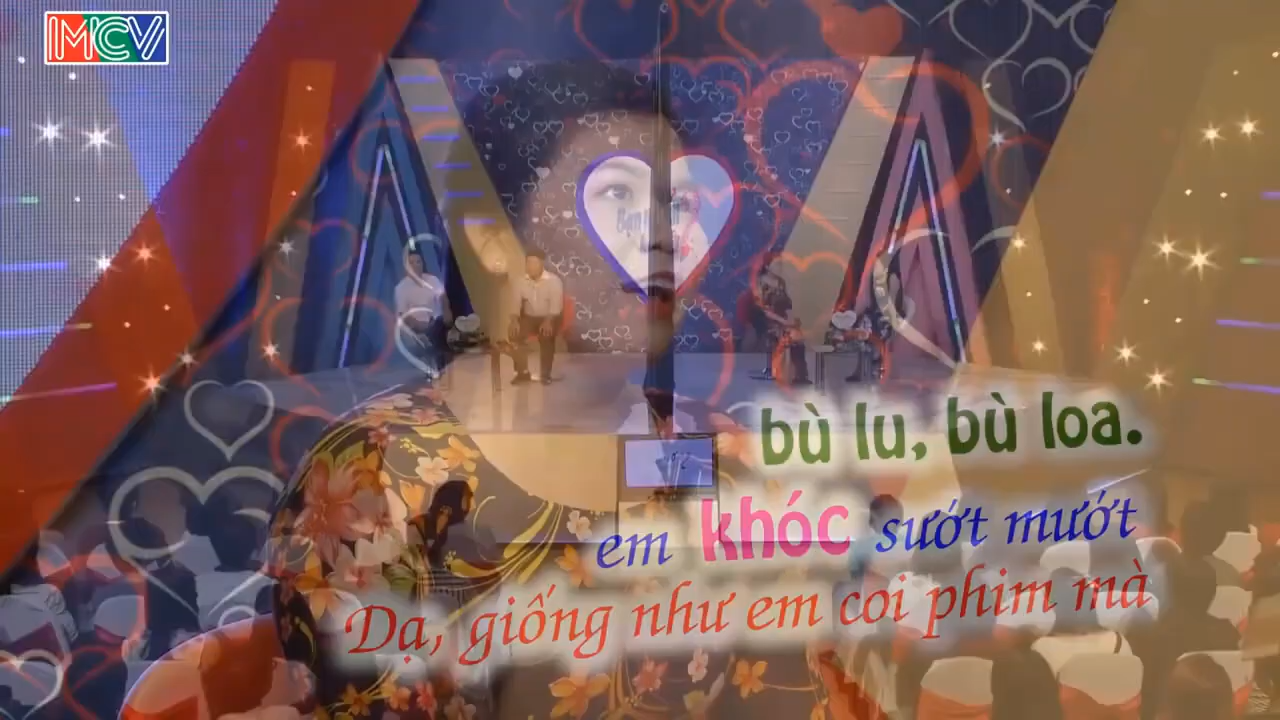 MCV
bù lu, bù loa.
em khóc sướt mướt
Dạ, giống như em coi phim mà